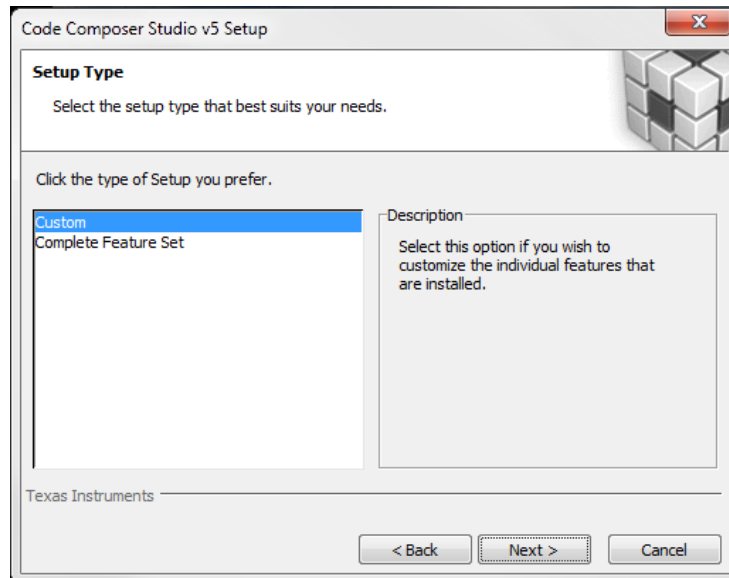 Code Composer Studio v5 Setup
Setup Type
Select the setup type that best suits your needs.
Click the type of Setup you prefer.
Custom
Complete Feature Set
Description
Select this option if you wish to
customize the individual features that
are installed.
Texas Instruments
< Back
Next >
Cancel